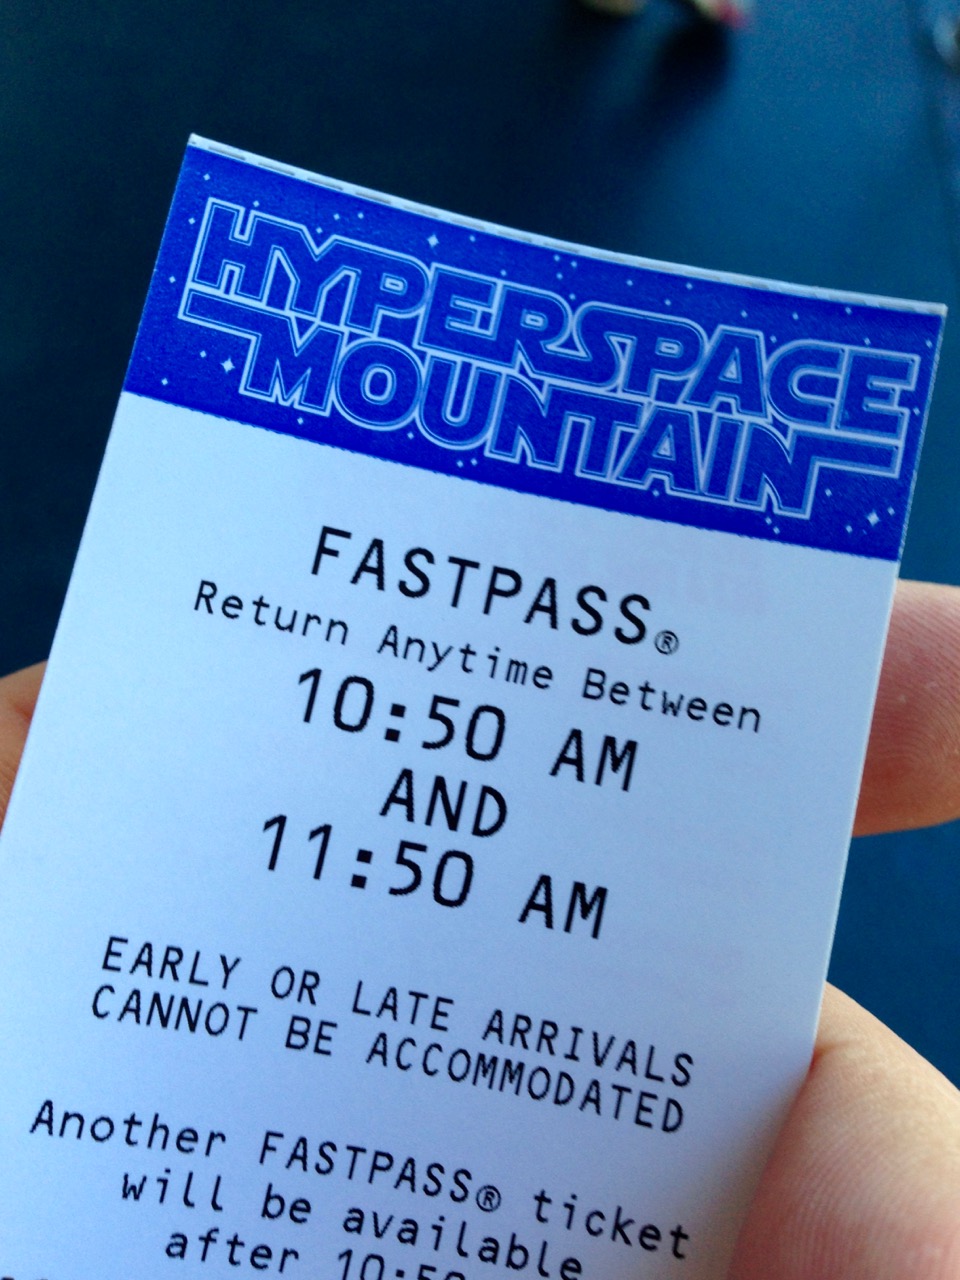 HYPERSPACE
MOUNTAIN
FASTPASS®
Return Anytime Between
10:50 AM
AND
11:50 AM
EARLY OR LATE ARRIVALS
CANNOT BE ACCOMMODATED
Another FASTPASS® ticket
will be available
after